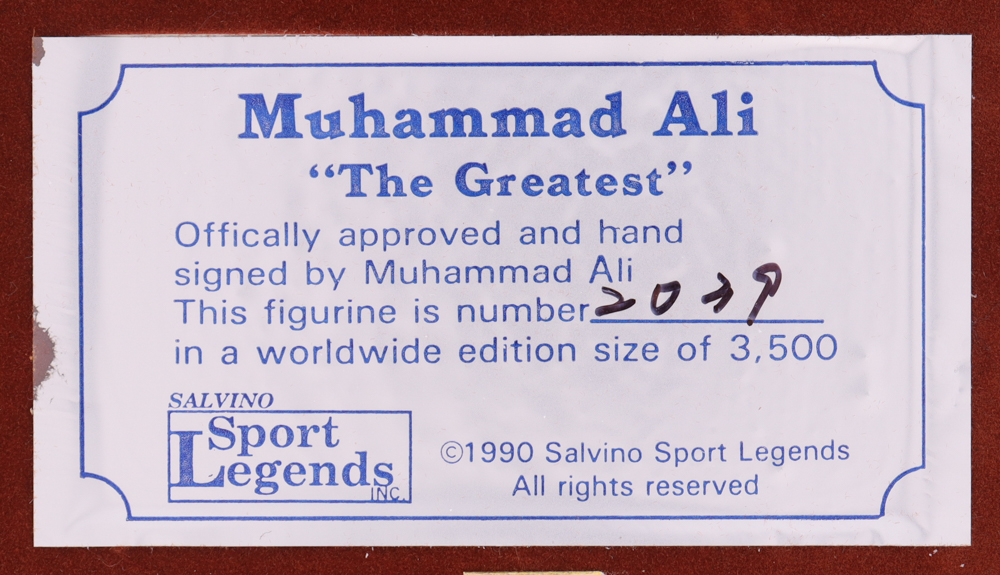 Muhammad Ali
“The Greatest”
Offically approved and hand
signed by Muhammad Ali
This figurine is number 2039
in a worldwide edition size of 3,500
SALVINO
Sport
Legends
INC.
©1990 Salvino Sport Legends
All rights reserved